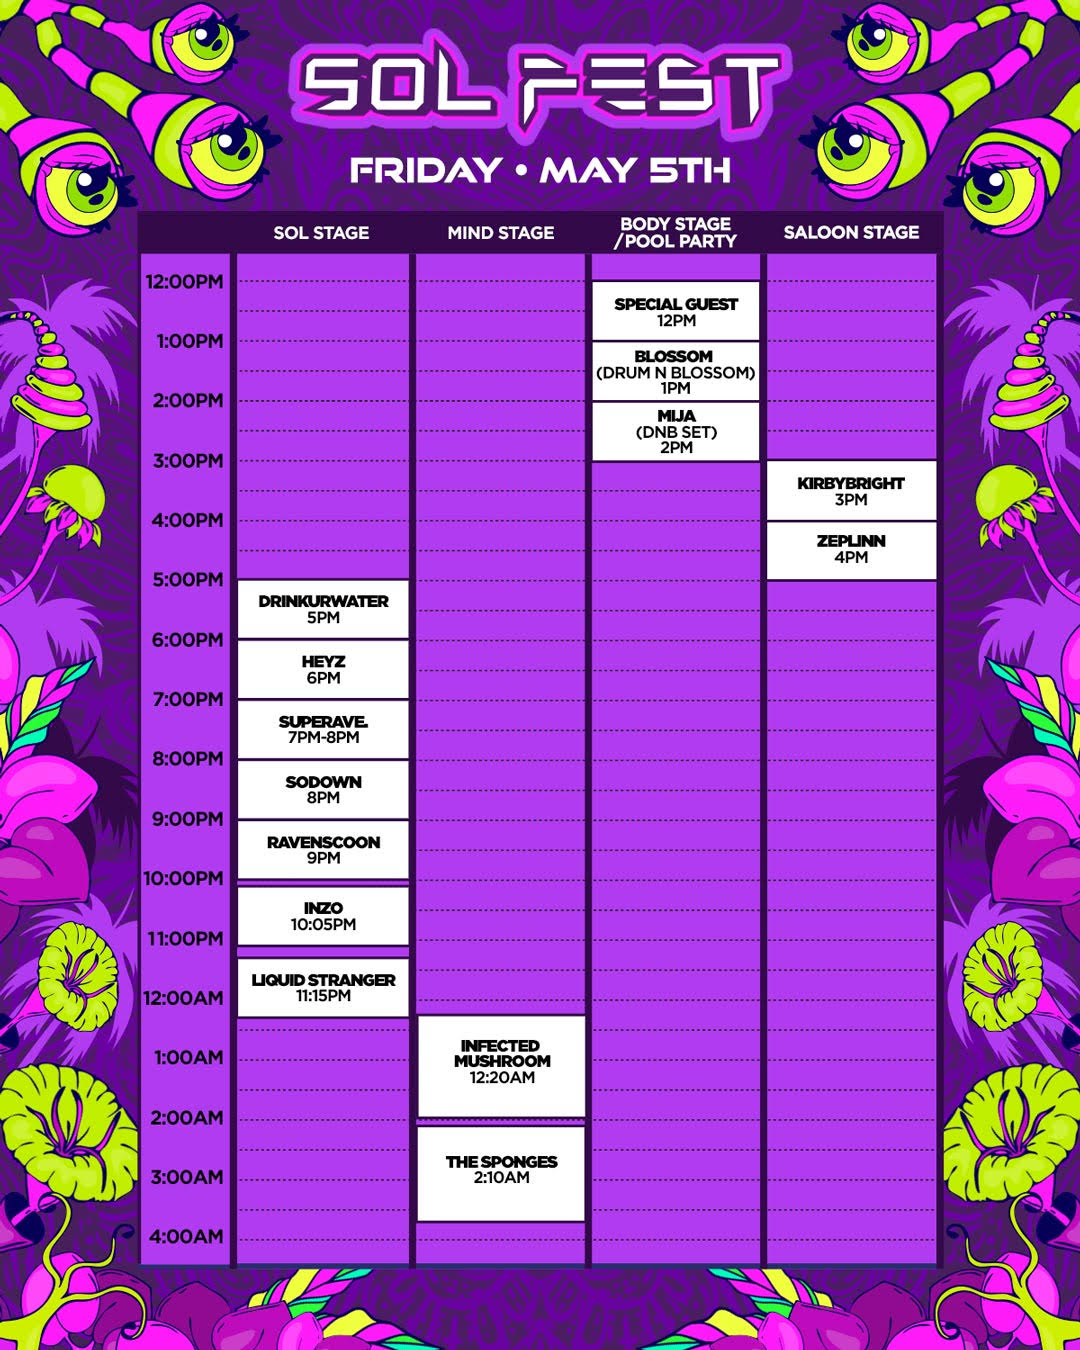 SOL FEST
FRIDAY • MAY 5TH
SOL STAGE
MIND STAGE
BODY STAGE
/POOL PARTY
SALOON STAGE
12:00PM
1:00PM
2:00PM
3:00PM
4:00PM
5:00PM
6:00PM
7:00PM
8:00PM
9:00PM
10:00PM
11:00PM
12:00AM
1:00AM
2:00AM
3:00AM
4:00AM
DRINKURWATER
5PM
HEYZ
6PM
SUPERAVE.
7PM-8PM
SODOWN
8PM
RAVENSCOON
9PM
INZO
10:05PM
LIQUID STRANGER
11:15PM
INFECTED
MUSHROOM
12:20AM
THE SPONGES
2:10AM
SPECIAL GUEST
12PM
BLOSSOM
(DRUM N BLOSSOM)
1PM
MIJA
(DNB SET)
2PM
KIRBYBRIGHT
3PM
ZEPLINN
4PM